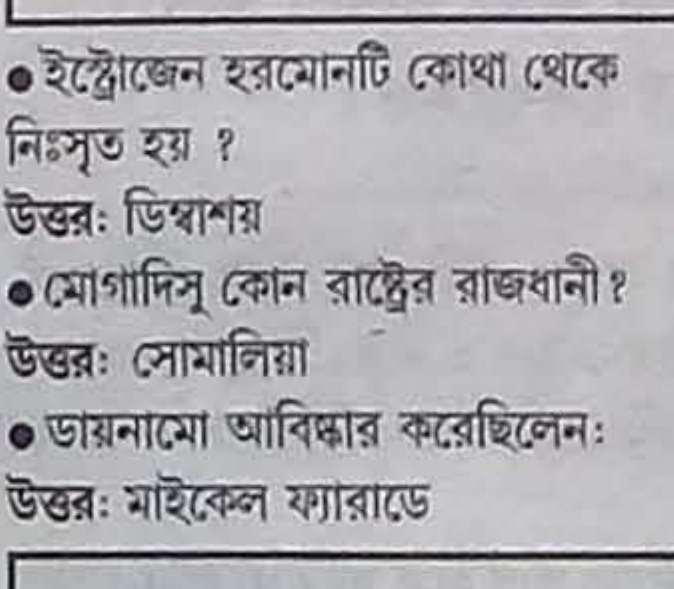 ● ইস্ট্রোজেন হরমোনটি কোথা থেকে
নিঃসৃত হয় ?
উত্তর: ডিম্বাশয়
● মোগাদিসু কোন রাষ্ট্রের রাজধানী?
উত্তর: সোমালিয়া
● ডায়নামো আবিষ্কার করেছিলেন:
উত্তর: মাইকেল ফ্যারাডে